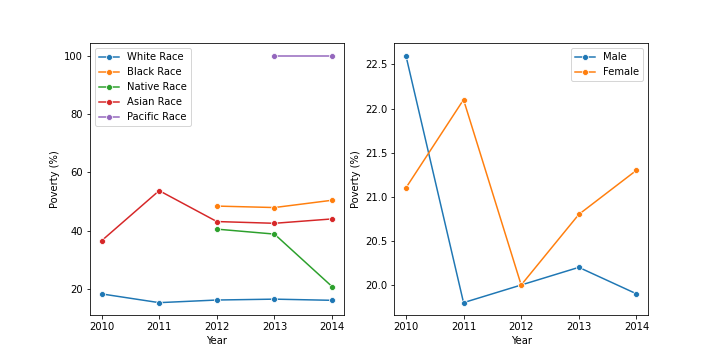 White Race
Black Race
Native Race
Asian Race
Pacific Race
100
80
60
40
20
Poverty (%)
2010 2011 2012 2013 2014
Year
Male
Female
22.5
22.0
21.5
21.0
20.5
20.0
Poverty (%)
2010 2011 2012 2013 2014
Year